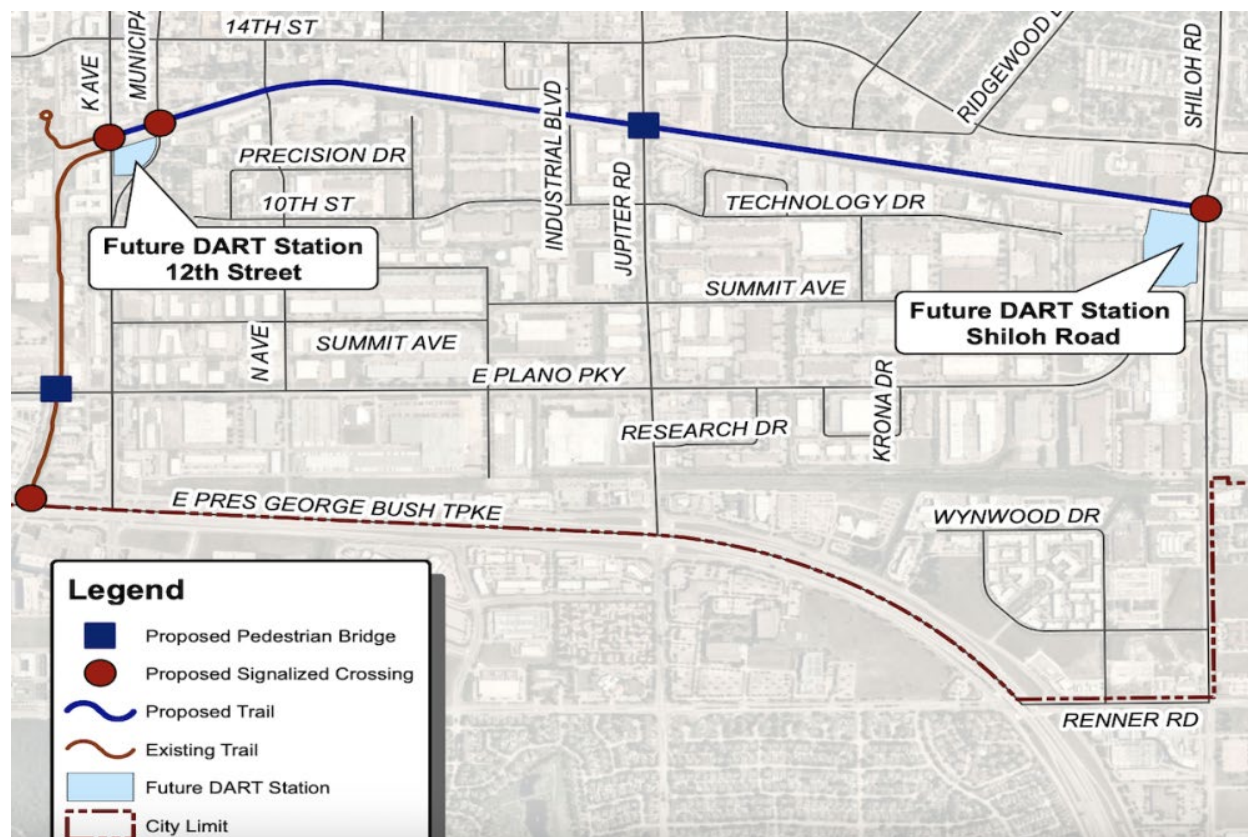 14TH ST
K AVE
MUNICIPA
RIDGEWOOD
SHILOH RD
PRECISION DR
INDUSTRIAL BLVD
JUPITER RD
10TH ST
TECHNOLOGY DR
Future DART Station
12th Street
SUMMIT AVE
Future DART Station
Shiloh Road
N AVE
SUMMIT AVE
E PLANO PKY
KRONA DR
RESEARCH DR
E PRES GEORGE BUSH TPKE
WYNWOOD DR
RENNER RD
Legend
Proposed Pedestrian Bridge
Proposed Signalized Crossing
Proposed Trail
Existing Trail
Future DART Station
City Limit